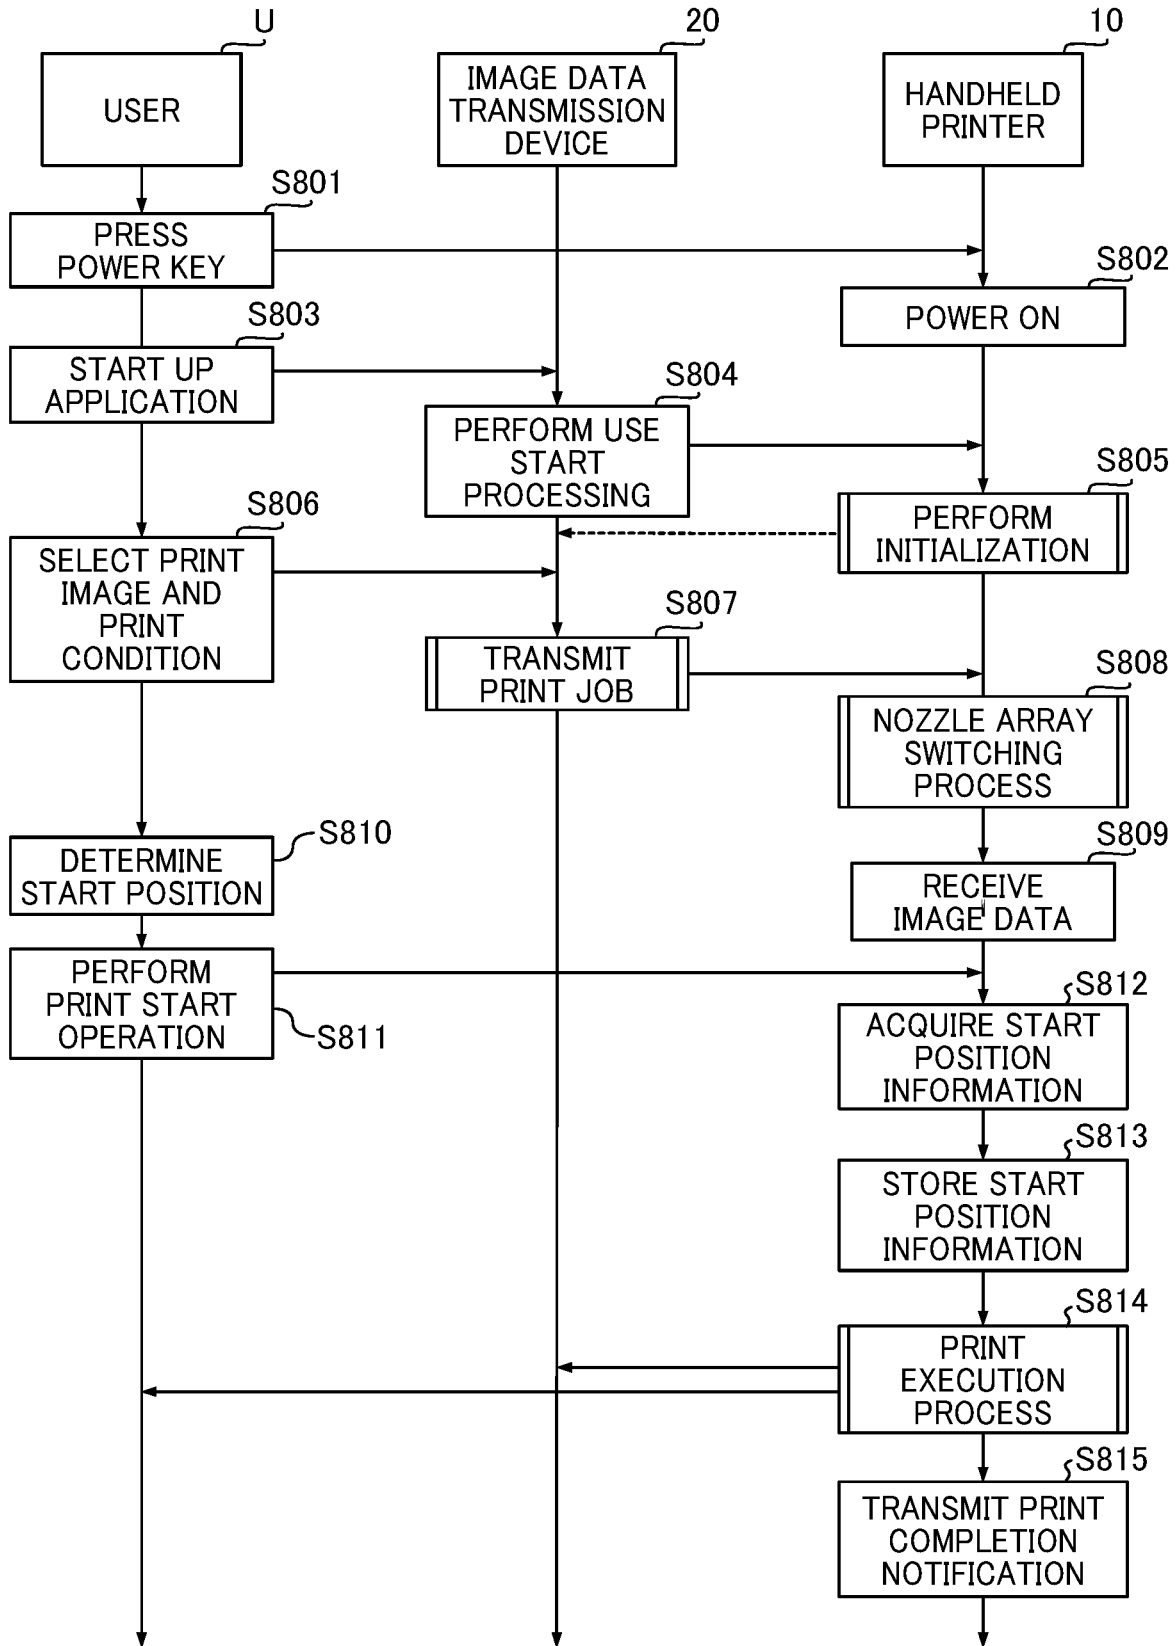 U
20
10
USER
IMAGE DATA
TRANSMISSION
DEVICE
HANDHELD
PRINTER
S801
PRESS
POWER KEY
S802
POWER ON
S803
START UP
APPLICATION
S804
PERFORM USE
START
PROCESSING
S805
PERFORM
INITIALIZATION
S806
SELECT PRINT
IMAGE AND
PRINT
CONDITION
S807
TRANSMIT
PRINT JOB
S808
NOZZLE ARRAY
SWITCHING
PROCESS
S809
RECEIVE
IMAGE DATA
S810
DETERMINE
START POSITION
PERFORM
PRINT START
OPERATION
S811
S812
ACQUIRE START
POSITION
INFORMATION
S813
STORE START
POSITION
INFORMATION
S814
PRINT
EXECUTION
PROCESS
S815
TRANSMIT PRINT
COMPLETION
NOTIFICATION